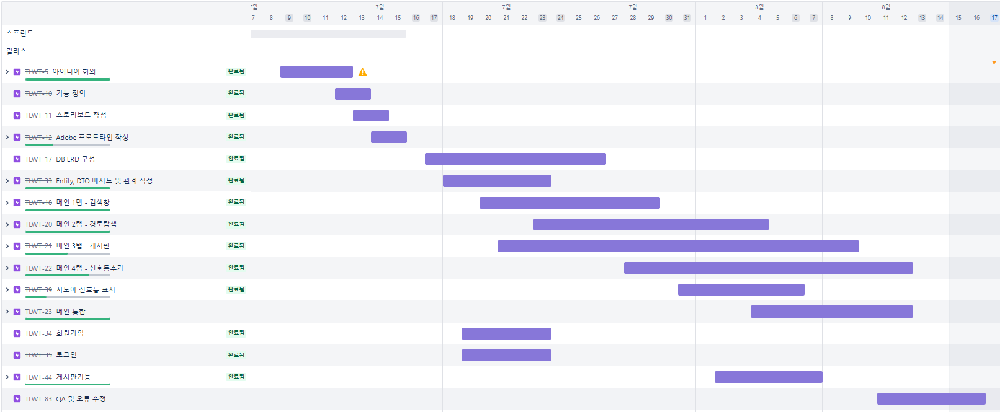 월 7월 7월 7월 8월 8월
7 8 9 10 11 12 13 14 15 16 17 18 19 20 21 22 23 24 25 26 27 28 29 30 31 1 2 3 4 5 6 7 8 9 10 11 12 13 14 15 16 17
스프린트
릴리스
TLWT-5 아이디어 회의 완료됨
TLWT-10 기능 정의 완료됨
TLWT-11 스토리보드 작성 완료됨
TLWT-12 Adobe 프로토타입 작성 완료됨
TLWT-17 DB ERD 구성 완료됨
TLWT-33 Entity, DTO 메서드 및 관계 작성 완료됨
TLWT-18 메인 1탭 - 검색창 완료됨
TLWT-20 메인 2탭 - 경로탐색 완료됨
TLWT-21 메인 3탭 - 게시판 완료됨
TLWT-22 메인 4탭 - 신호등추가 완료됨
TLWT-39 지도에 신호등 표시 완료됨
TLWT-23 메인 통합
TLWT-34 회원가입 완료됨
TLWT-35 로그인 완료됨
TLWT-44 게시판기능 완료됨
TLWT-83 QA 및 오류 수정